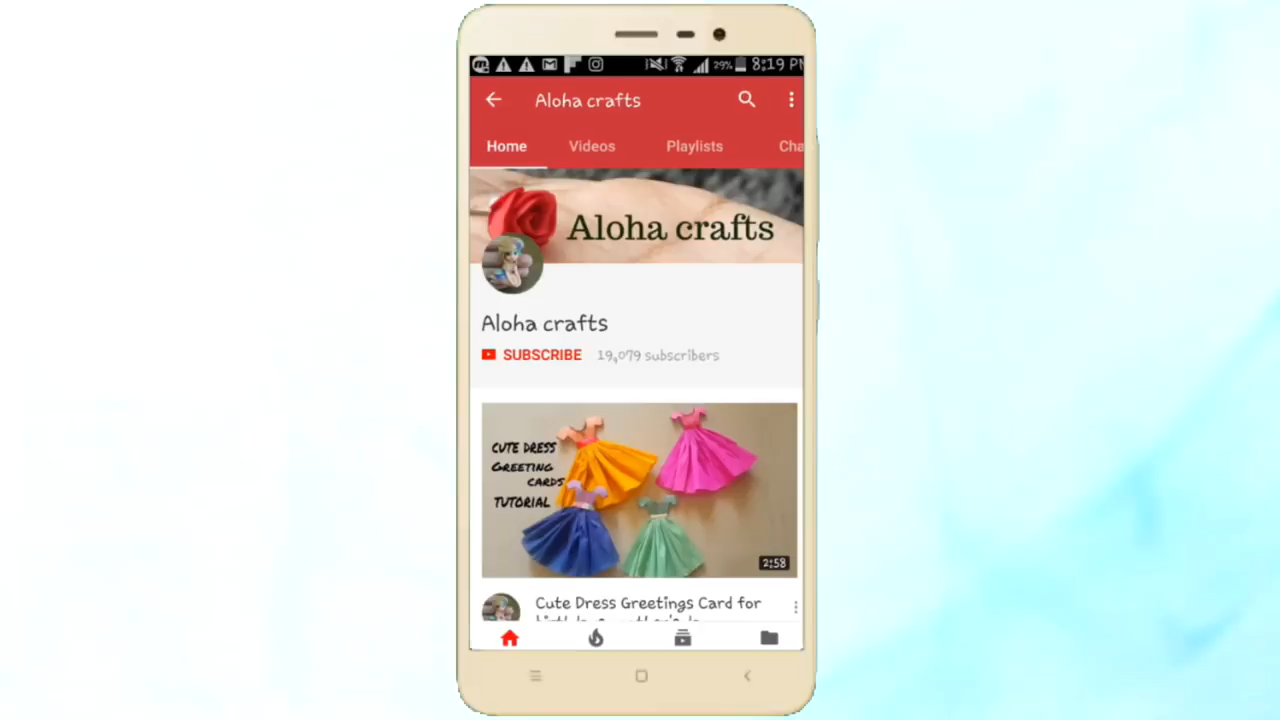 29% 8:19
Aloha crafts
Home Videos Playlists
Aloha crafts
Aloha crafts
SUBSCRIBE 19,079 subscribers
CUTE DRESS
GREETING
CARDS
TUTORIAL
2:58
Cute Dress Greetings Card for